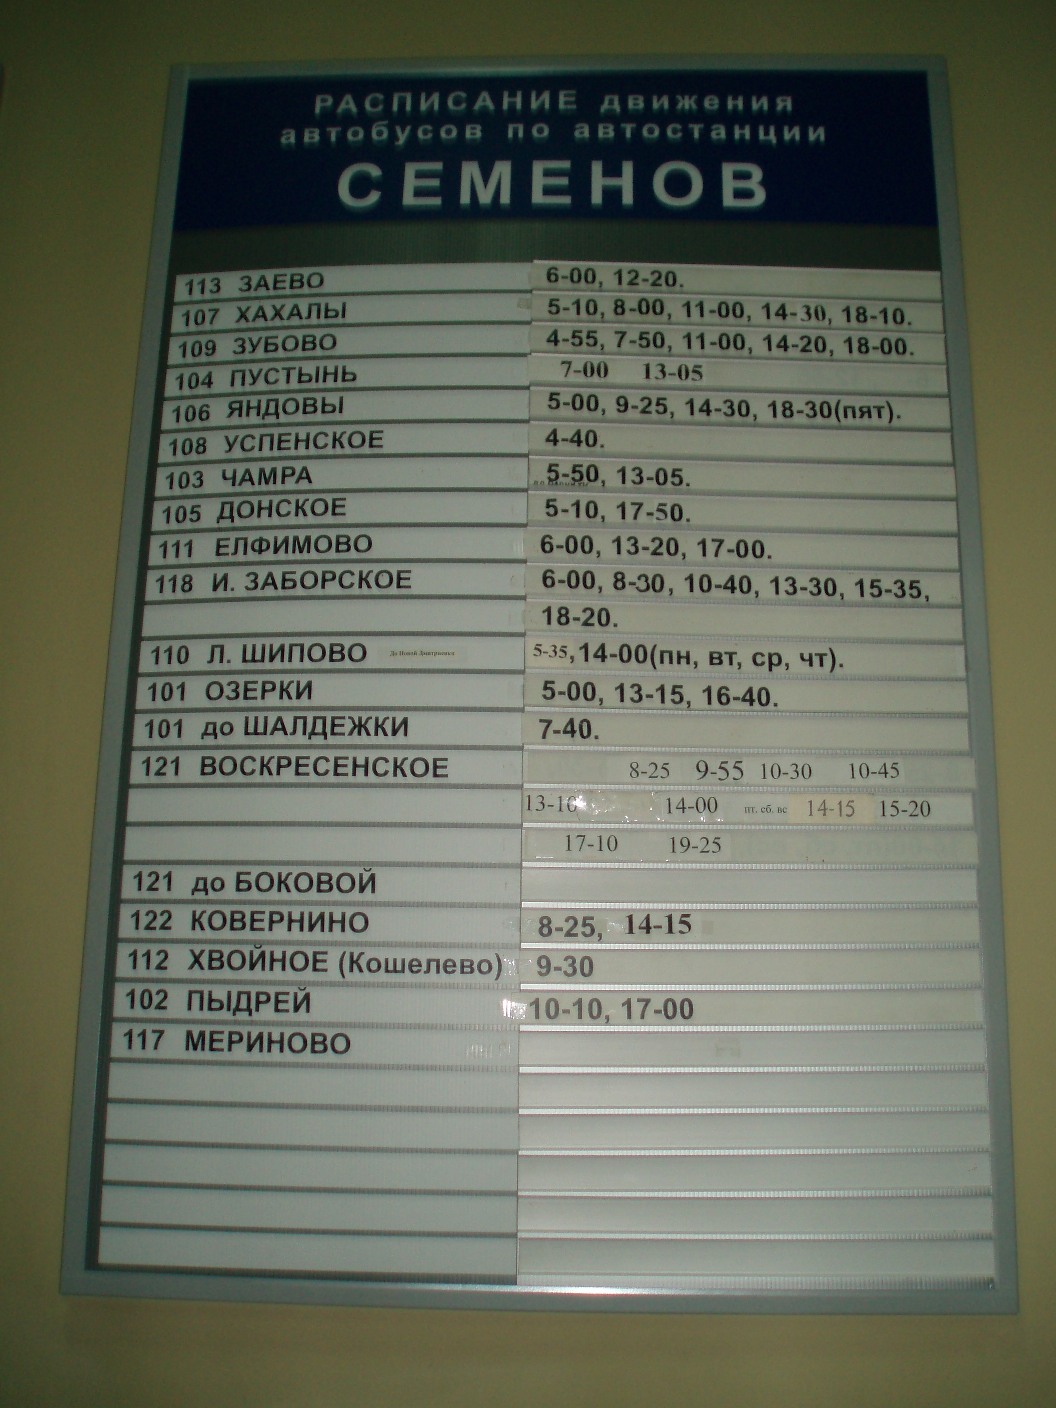 РАСПИСАНИЕ движения
автобусов по автостанции
СЕМЕНОВ
113 ЗАЕВО 6-00, 12-20.
107 ХАХАЛЫ 5-10, 8-00, 11-00, 14-30, 18-10.
109 ЗУБОВО 4-55, 7-50, 11-00, 14-20, 18-00.
104 ПУСТЫНЬ 7-00 13-05
106 ЯНДОВЫ 5-00, 9-25, 14-30, 18-30(пят).
108 УСПЕНСКОЕ 4-40.
103 ЧАМРА 5-50, 13-05.
105 ДОНСКОЕ 5-10, 17-50.
111 ЕЛФИМОВО 6-00, 13-20, 17-00.
118 И. ЗАБОРСКОЕ 6-00, 8-30, 10-40, 13-30, 15-35,
18-20.
110 Л. ШИПОВО 5-35,14-00(пн, вт, ср, чт).
101 ОЗЕРКИ 5-00, 13-15, 16-40.
101 до ШАЛДЕЖКИ 7-40.
121 ВОСКРЕСЕНСКОЕ 8-25 9-55 10-30 10-45
13-10 14-00 пт. сб. вс 14-15 15-20
17-10 19-25
121 до БОКОВОЙ
122 КОВЕРНИНО 8-25, 14-15
112 ХВОЙНОЕ (Кошелево) 9-30
102 ПЫДРЕЙ 10-10, 17-00
117 МЕРИНОВО